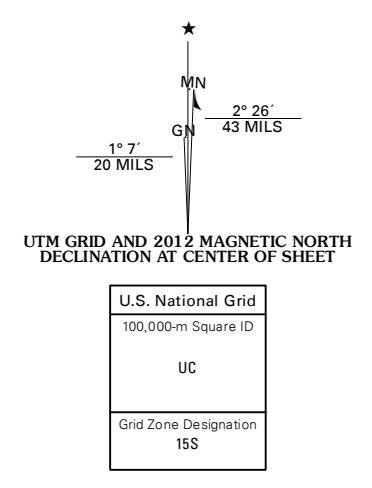 ★
MN
2° 26´
43 MILS
GN
1° 7´
20 MILS
UTM GRID AND 2012 MAGNETIC NORTH
DECLINATION AT CENTER OF SHEET
U.S. National Grid
100,000-m Square ID
UC
Grid Zone Designation
15S